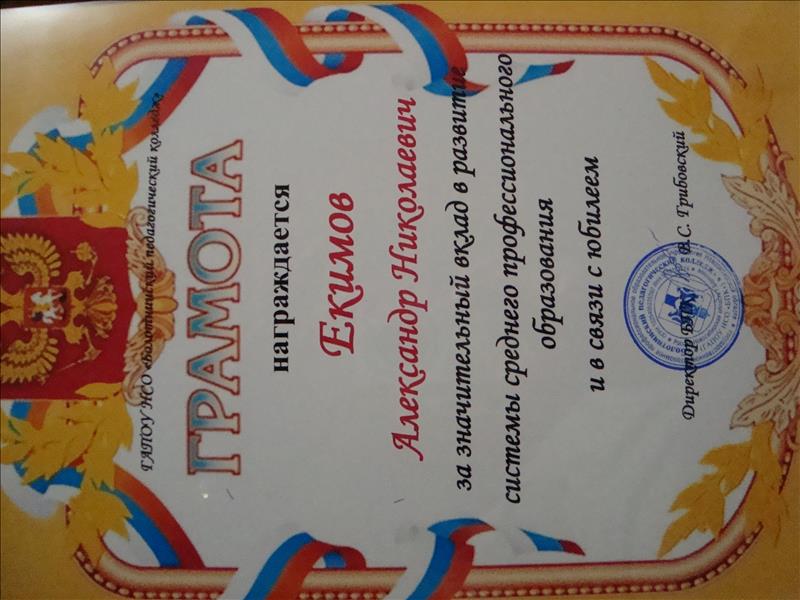 ГАПОУ НСО «Болотнинский педагогический колледж»
ГРАМОТА
награждается
Екимов
Александр Николаевич
за значительный вклад в развитие
системы среднего профессионального
образования
и в связи с юбилеем
Директор БПК В.С. Грибовский